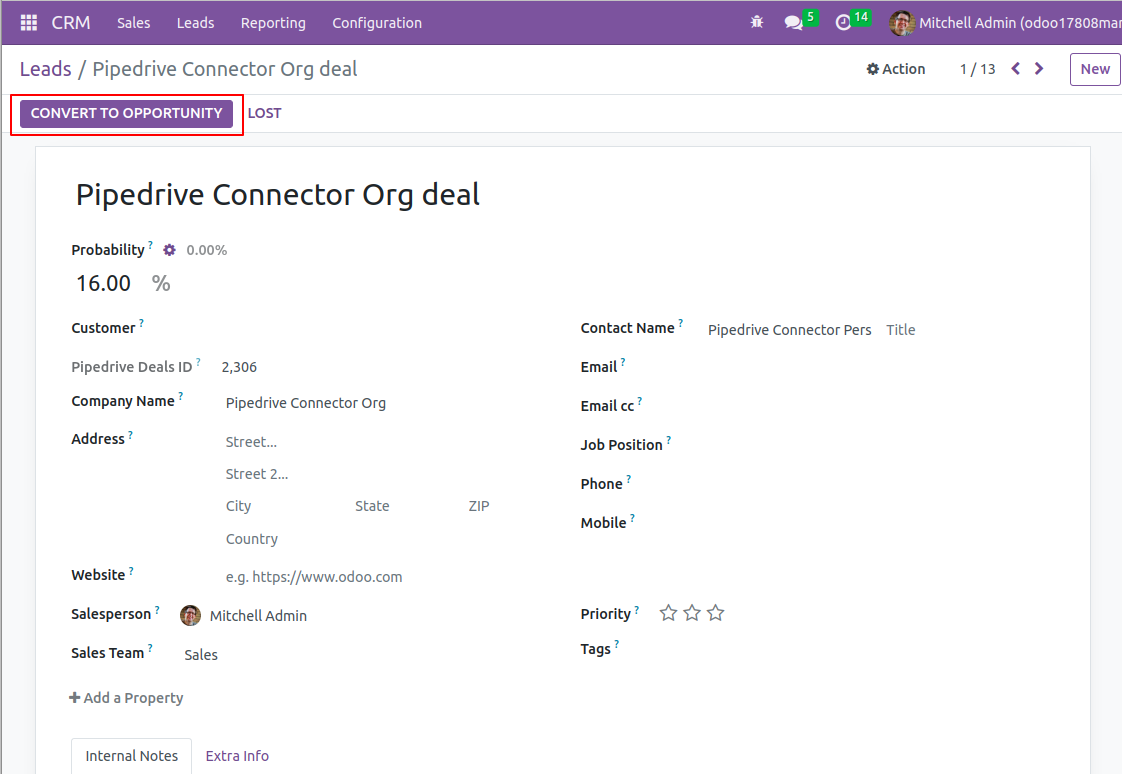 CRM Sales Leads Reporting Configuration 5 14 Mitchell Admin (odoo17808mar
Leads / Pipedrive Connector Org deal Action 1 / 13 New
CONVERT TO OPPORTUNITY LOST
Pipedrive Connector Org deal
Probability ? 0.00%
16.00 %
Customer ? Contact Name ? Pipedrive Connector Pers Title
Pipedrive Deals ID ? 2,306 Email ?
Company Name ? Pipedrive Connector Org Email cc ?
Address ? Street... Job Position ?
Street 2... Phone ?
City State ZIP
Mobile ?
Country
Website ? e.g. https://www.odoo.com
Salesperson ? Mitchell Admin Priority ?
Sales Team ? Sales Tags ?
Add a Property
Internal Notes Extra Info